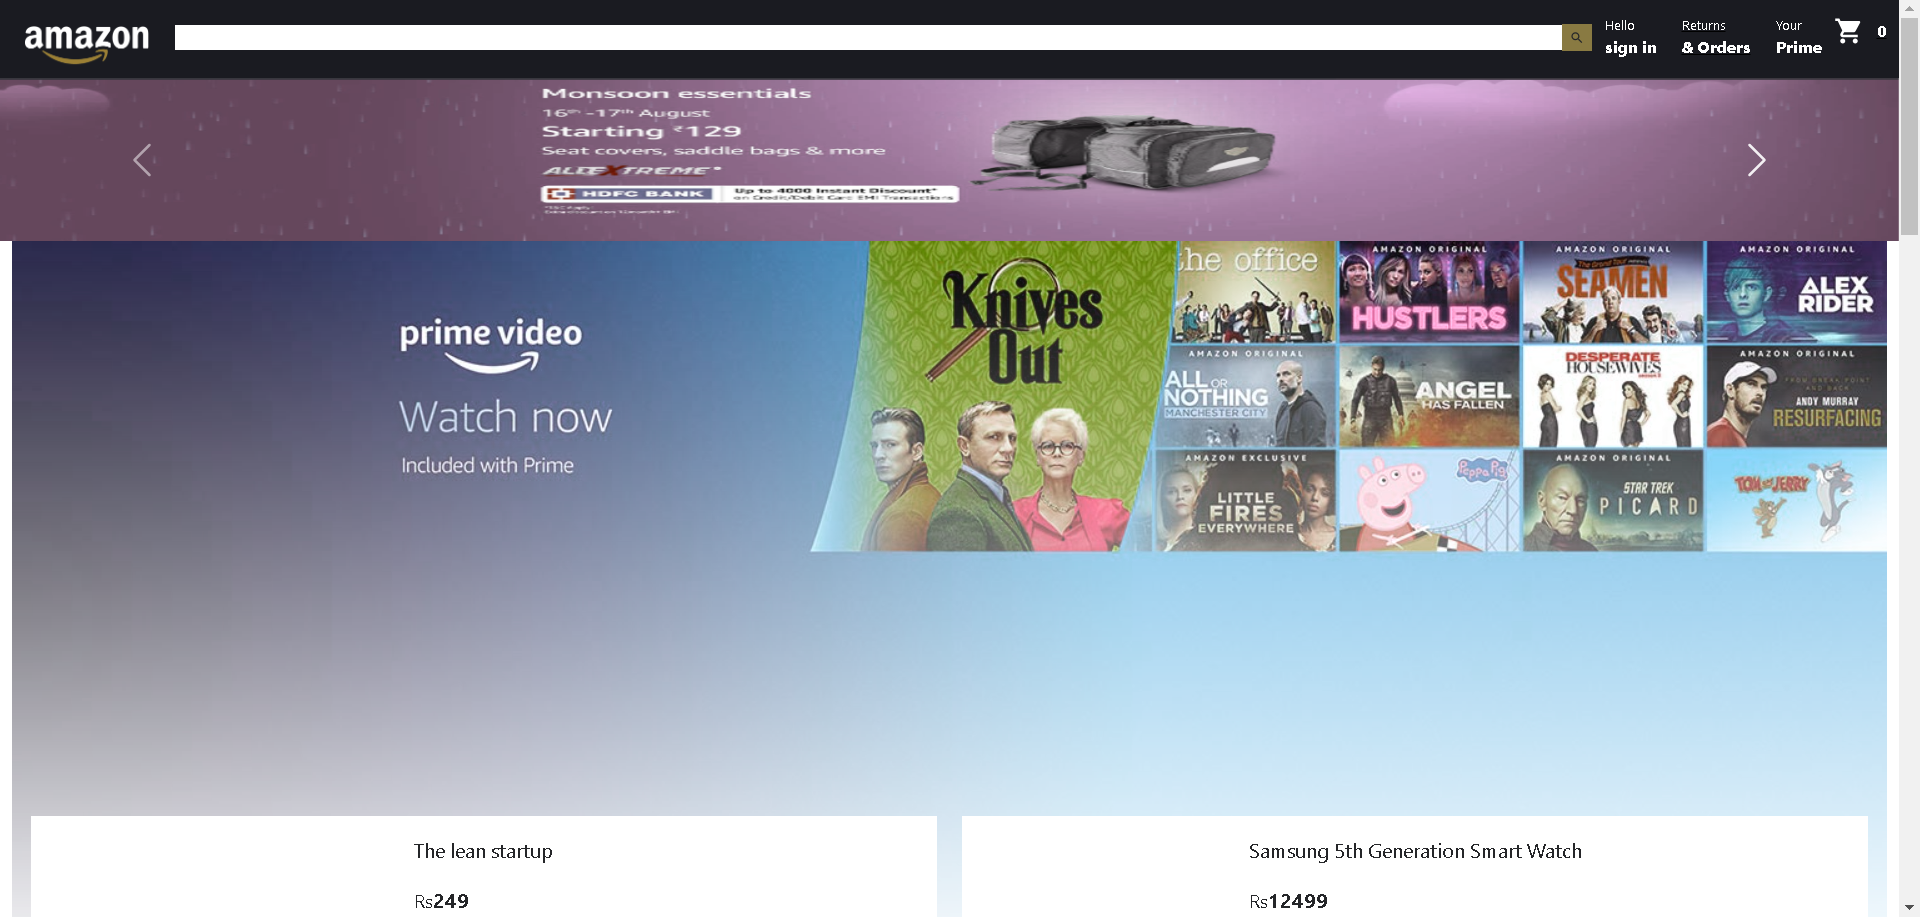 amazon
Hello
sign in
Returns
& Orders
Your
Prime
0
Monsoon essentials
16th -17th August
Starting ₹129
Seat covers, saddle bags & more
HDFC BANK
Up to 4000 Instant Discount*
on Credit/Debit Card EMI Transactions
prime video
Watch now
Included with Prime
Knives
Out
the office
AMAZON ORIGINAL
HUSTLERS
AMAZON ORIGINAL
The Grand Tour PRESENTS
SEAMEN
AMAZON ORIGINAL
ALEX
RIDER
AMAZON ORIGINAL
ALL OR
NOTHING
MANCHESTER CITY
ANGEL
HAS FALLEN
DESPERATE
HOUSEWIVES
AMAZON ORIGINAL
FROM BREAK POINT
AND BACK
ANDY MURRAY
RESURFACING
AMAZON EXCLUSIVE
LITTLE
FIRES
EVERYWHERE
Peppa Pig
AMAZON ORIGINAL
STAR TREK
PICARD
TOM AND JERRY
The lean startup
Rs249
Samsung 5th Generation Smart Watch
Rs12499